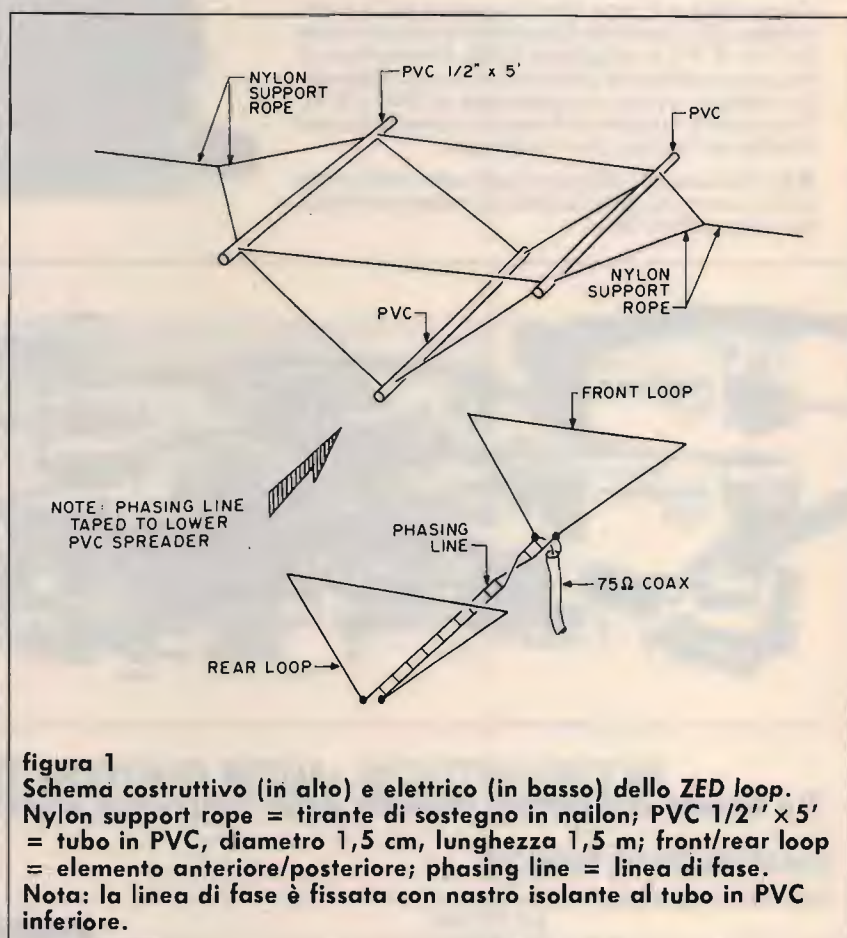 NYLON
SUPPORT
ROPE
PVC 1/2" x 5'
PVC
NYLON
SUPPORT
ROPE
PVC
FRONT LOOP
NOTE: PHASING LINE
TAPED TO LOWER
PVC SPREADER
PHASING
LINE
75Ω COAX
REAR LOOP
figura 1
Schema costruttivo (in alto) e elettrico (in basso) dello ZED loop.
Nylon support rope = tirante di sostegno in nailon; PVC 1/2'' × 5'
= tubo in PVC, diametro 1,5 cm, lunghezza 1,5 m; front/rear loop
= elemento anteriore/posteriore; phasing line = linea di fase.
Nota: la linea di fase è fissata con nastro isolante al tubo in PVC
inferiore.